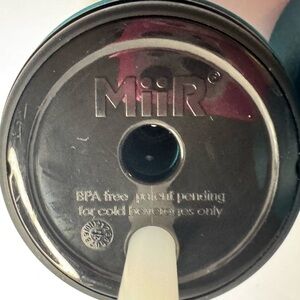 MiiR®
BPA free patent pending
for cold beverages only